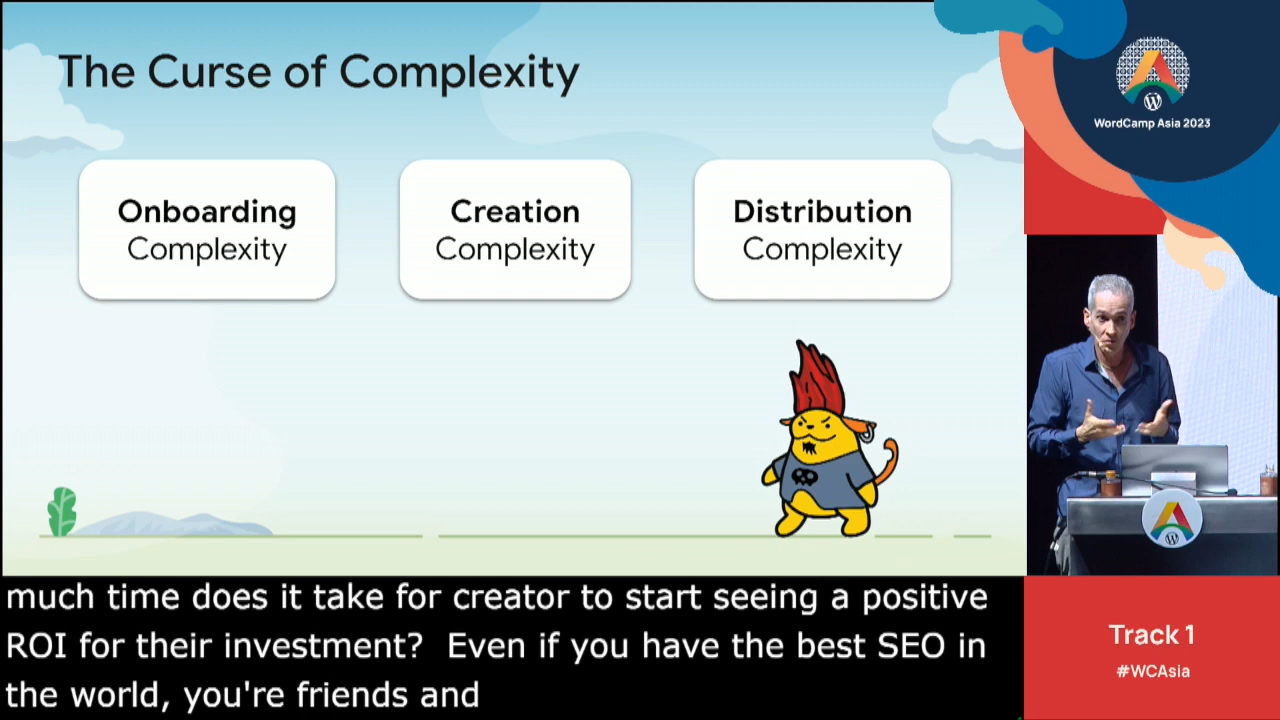 The Curse of Complexity
Onboarding
Complexity
Creation
Complexity
Distribution
Complexity
WordCamp Asia 2023
much time does it take for creator to start seeing a positive
ROI for their investment?  Even if you have the best SEO in
the world, you're friends and
Track 1
#WCAsia